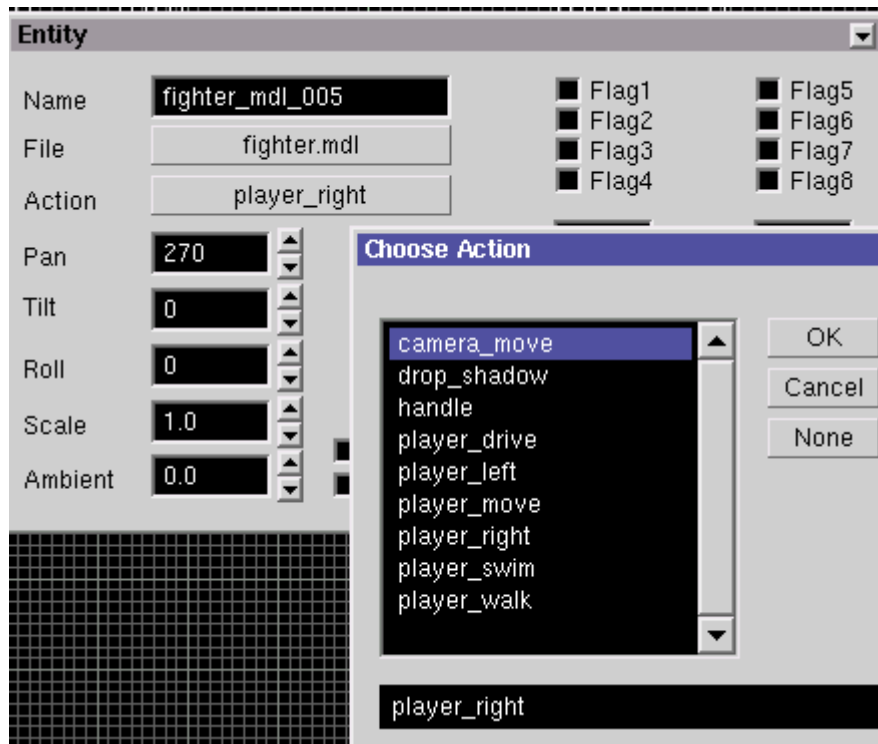 Entity
Name fighter_mdl_005
File fighter.mdl
Action player_right
Flag1 Flag5
Flag2 Flag6
Flag3 Flag7
Flag4 Flag8
Pan 270
Tilt 0
Roll 0
Scale 1.0
Ambient 0.0
Choose Action
camera_move
drop_shadow
handle
player_drive
player_left
player_move
player_right
player_swim
player_walk
OK
Cancel
None
player_right